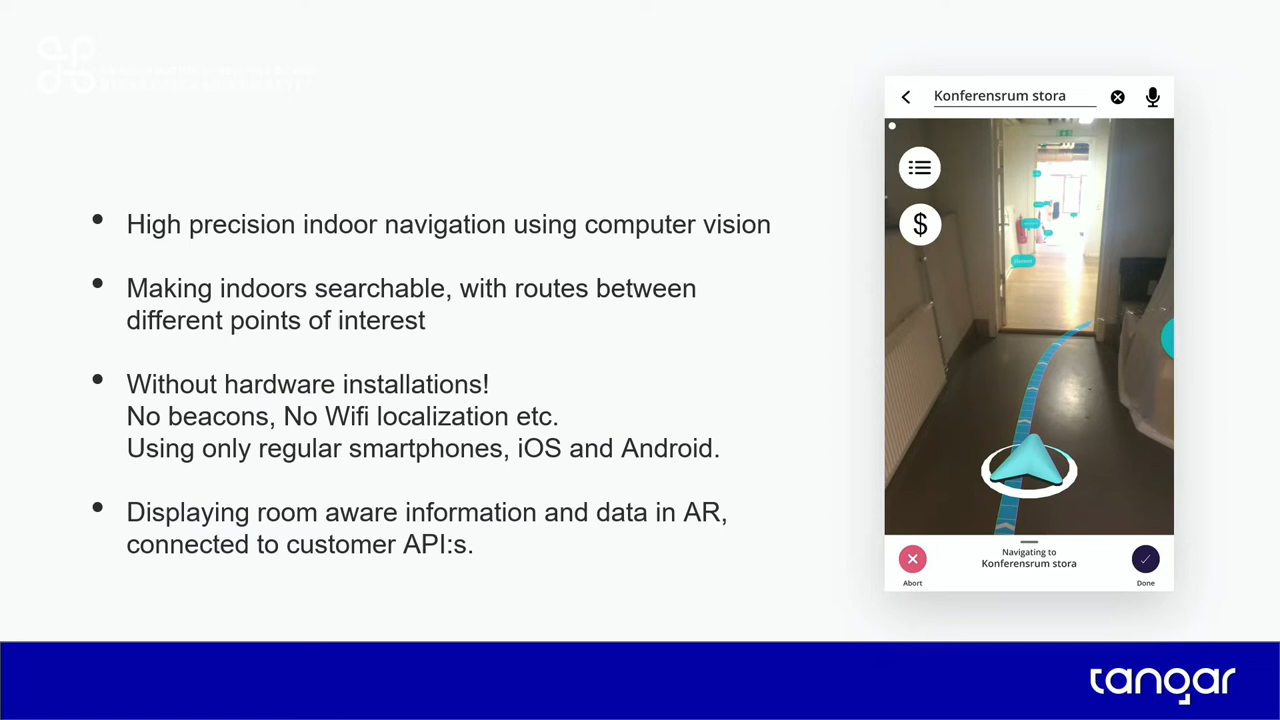 High precision indoor navigation using computer vision
Making indoors searchable, with routes between
different points of interest
Without hardware installations!
No beacons, No Wifi localization etc.
Using only regular smartphones, iOS and Android.
Displaying room aware information and data in AR,
connected to customer API:s.
Konferensrum stora
$
Navigating to
Konferensrum stora
Abort
Done
tangar